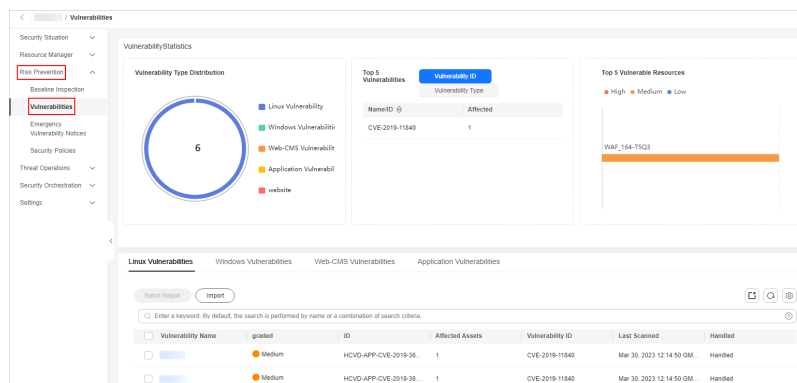 / Vulnerabilities
Security Situation
Resource Manager
Risk Prevention
Baseline Inspection
Vulnerabilities
Emergency
Vulnerability Notices
Security Policies
Threat Operations
Security Orchestration
Settings
VulnerabilityStatistics
Vulnerability Type Distribution
6
Linux Vulnerability
Windows Vulnerabilitie
Web-CMS Vulnerabilit
Application Vulnerabil
website
Top 5
Vulnerabilities
Vulnerability ID
Vulnerability Type
Name/ID Affected
CVE-2019-11840 1
Top 5 Vulnerable Resources
High Medium Low
WAF_164-T5Q3
Linux Vulnerabilities Windows Vulnerabilities Web-CMS Vulnerabilities Application Vulnerabilities
Batch Repair Import
Enter a keyword. By default, the search is performed by name or a combination of search criteria.
Vulnerability Name graded ID Affected Assets Vulnerability ID Last Scanned Handled
Medium HCVD-APP-CVE-2019-36... 1 CVE-2019-11840 Mar 30, 2023 12:14:50 GM... Handled
Medium HCVD-APP-CVE-2019-36... 1 CVE-2019-11840 Mar 30, 2023 12:14:50 GM... Handled